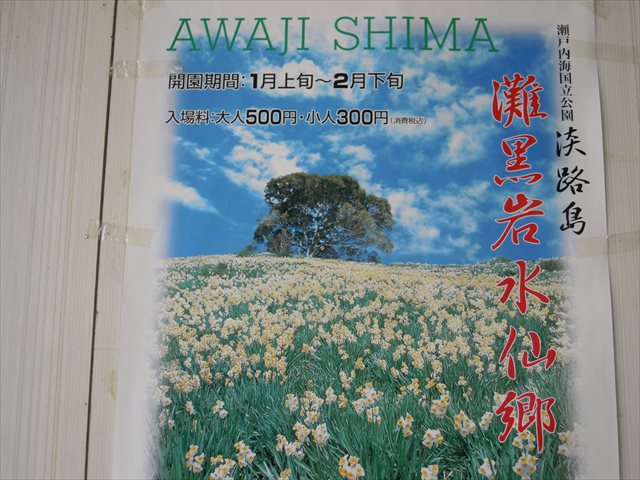 AWAJI SHIMA
開園期間:1月上旬～2月下旬
入場料:大人500円・小人300円(消費税込)
瀬戸内海国立公園
淡路島
灘黒岩水仙郷